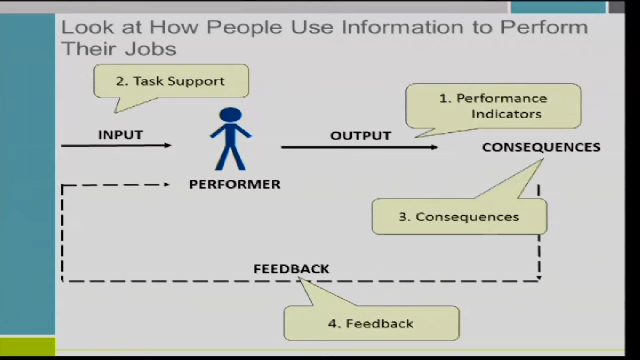 Look at How People Use Information to Perform
Their Jobs
2. Task Support
1. Performance
Indicators
INPUT
OUTPUT
CONSEQUENCES
PERFORMER
3. Consequences
FEEDBACK
4. Feedback